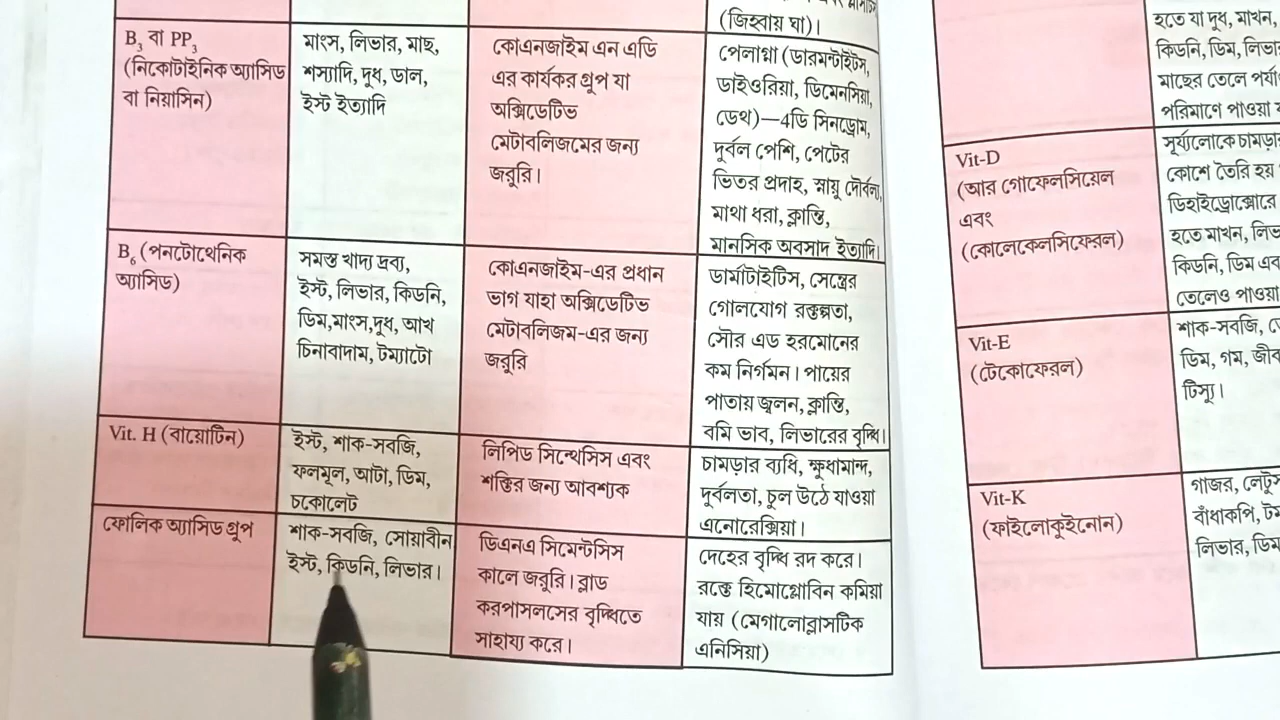 (জিহ্বায় ঘা)।
B3 বা PP3
(নিকোটাইনিক অ্যাসিড
বা নিয়াসিন)
মাংস, লিভার, মাছ,
শস্যাদি, দুধ, ডাল,
ইস্ট ইত্যাদি
কোএনজাইম এন এডি
এর কার্যকর গ্রুপ যা
অক্সিডেটিভ
মেটাবলিজমের জন্য
জরুরি।
পেলাগ্রা (ডারমন্টাইটস,
ডাইওরিয়া, ডিমেনসিয়া,
ডেথ)—4ডি সিনড্রোম,
দুর্বল পেশি, পেটের
ভিতর প্রদাহ, স্নায়ু দৌর্বল্য,
মাথা ধরা, ক্লান্তি,
মানসিক অবসাদ ইত্যাদি।
B6 (পনটোথেনিক
অ্যাসিড)
সমস্ত খাদ্য দ্রব্য,
ইস্ট, লিভার, কিডনি,
ডিম,মাংস,দুধ, আখ
চিনাবাদাম, টম্যাটো
কোএনজাইম-এর প্রধান
ভাগ যাহা অক্সিডেটিভ
মেটাবলিজম-এর জন্য
জরুরি
ডার্মাটাইটিস, সেন্ত্রের
গোলযোগ রক্তল্পতা,
সৌর এড হরমোনের
কম নির্গমন। পায়ের
পাতায় জ্বলন, ক্লান্তি,
বমি ভাব, লিভারের বৃদ্ধি।
Vit. H (বায়োটিন)
ইস্ট, শাক-সবজি,
ফলমূল, আটা, ডিম,
চকোলেট
লিপিড সিন্থেসিস এবং
শক্তির জন্য আবশ্যক
চামড়ার ব্যধি, ক্ষুধামান্দ,
দুর্বলতা, চুল উঠে যাওয়া
এনোরেক্সিয়া।
ফোলিক অ্যাসিড গ্রুপ
শাক-সবজি, সোয়াবীন
ইস্ট, কিডনি, লিভার।
ডিএনএ সিমেন্টসিস
কালে জরুরি। ব্লাড
করপাসলসের বৃদ্ধিতে
সাহায্য করে।
দেহের বৃদ্ধি রদ করে।
রক্তে হিমোগ্লোবিন কমিয়া
যায় (মেগালোব্লাসটিক
এনিসিয়া)
হতে যা দুধ, মাখন,
কিডনি, ডিম, লিভা
মাছের তেলে পর্যা
পরিমাণে পাওয়া
Vit-D
(আর গোফেলসিয়েল
এবং
(কোলেকেলসিফেরল)
সূর্য্যলোকে চামড়ার
কোশে তৈরি হয়
ডিহাইড্রোক্সোরে
হতে মাখন, লিভ
কিডনি, ডিম এব
তেলেও পাওয়া
Vit-E
(টেকোফেরল)
শাক-সবজি,
ডিম, গম, জীব
টিস্যু।
Vit-K
(ফাইলোকুইনোন)
গাজর, লেটুস
বাঁধাকপি, টম
লিভার, ডিম